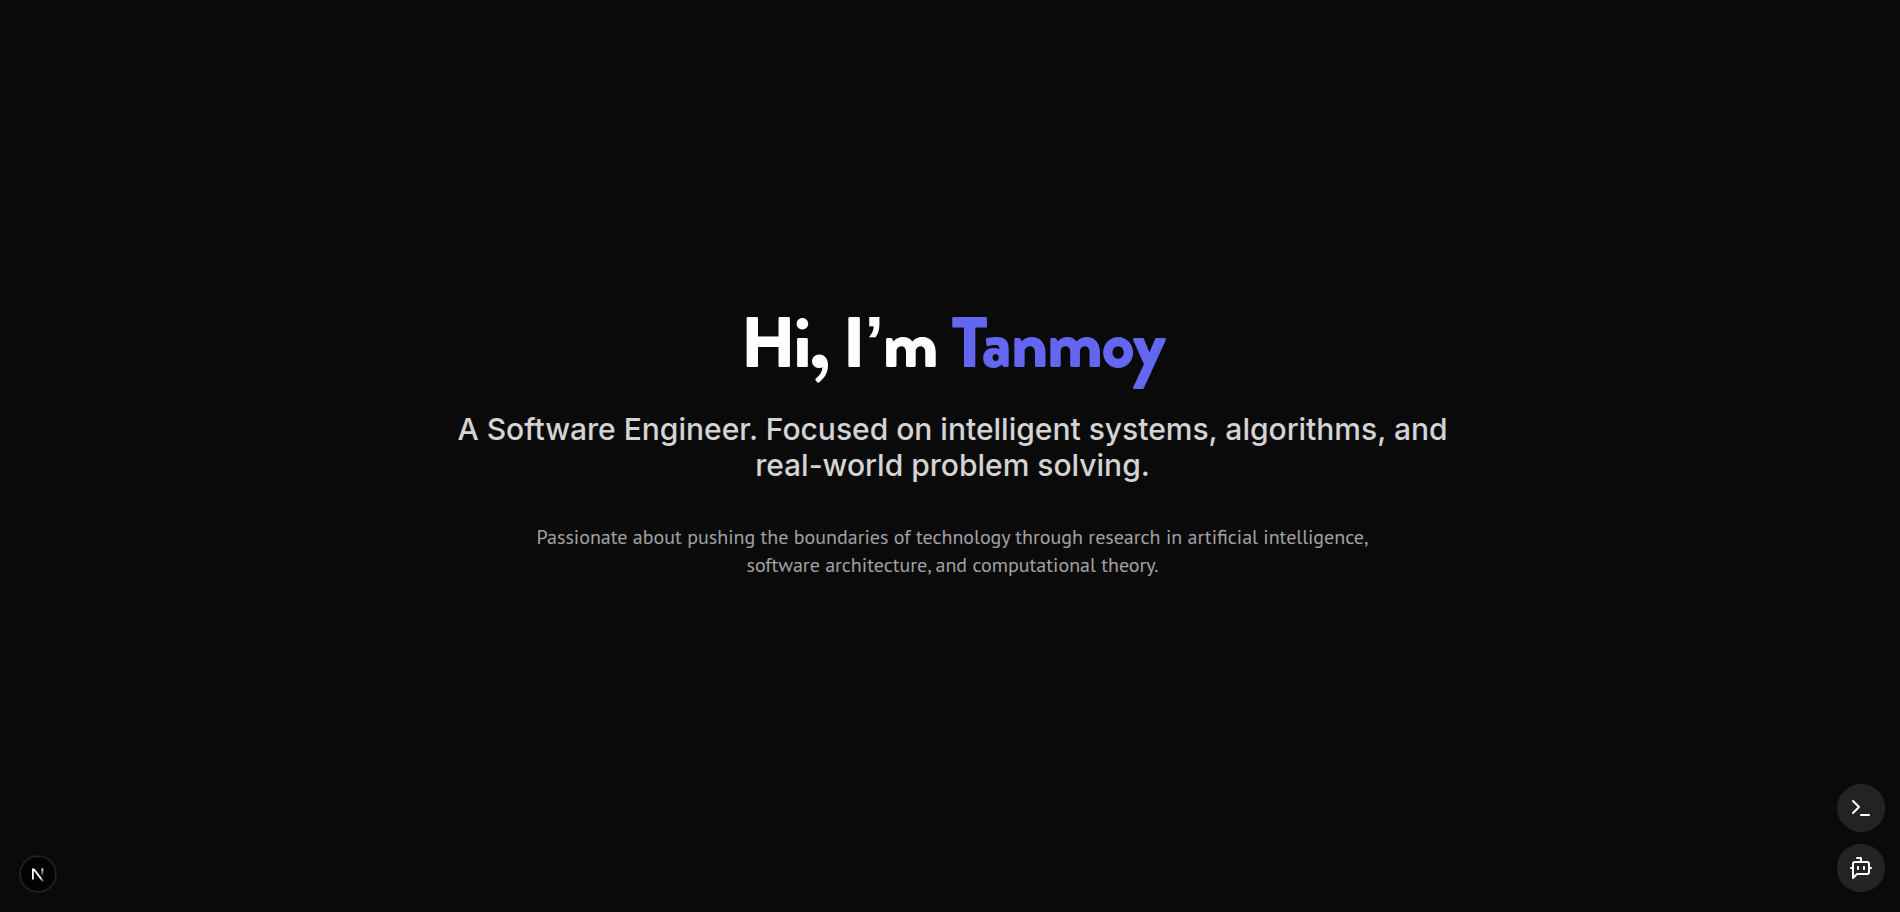 Hi, I’m Tanmoy
A Software Engineer. Focused on intelligent systems, algorithms, and
real-world problem solving.
Passionate about pushing the boundaries of technology through research in artificial intelligence,
software architecture, and computational theory.
N